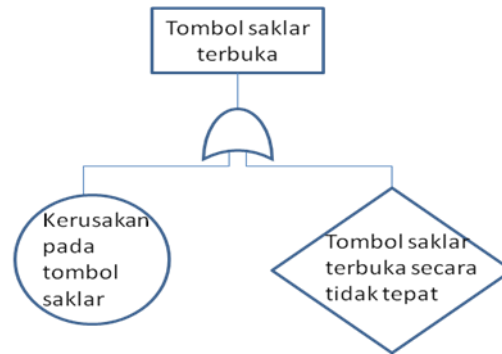 Tombol saklar
terbuka
Kerusakan
pada
tombol
saklar
Tombol saklar
terbuka secara
tidak tepat